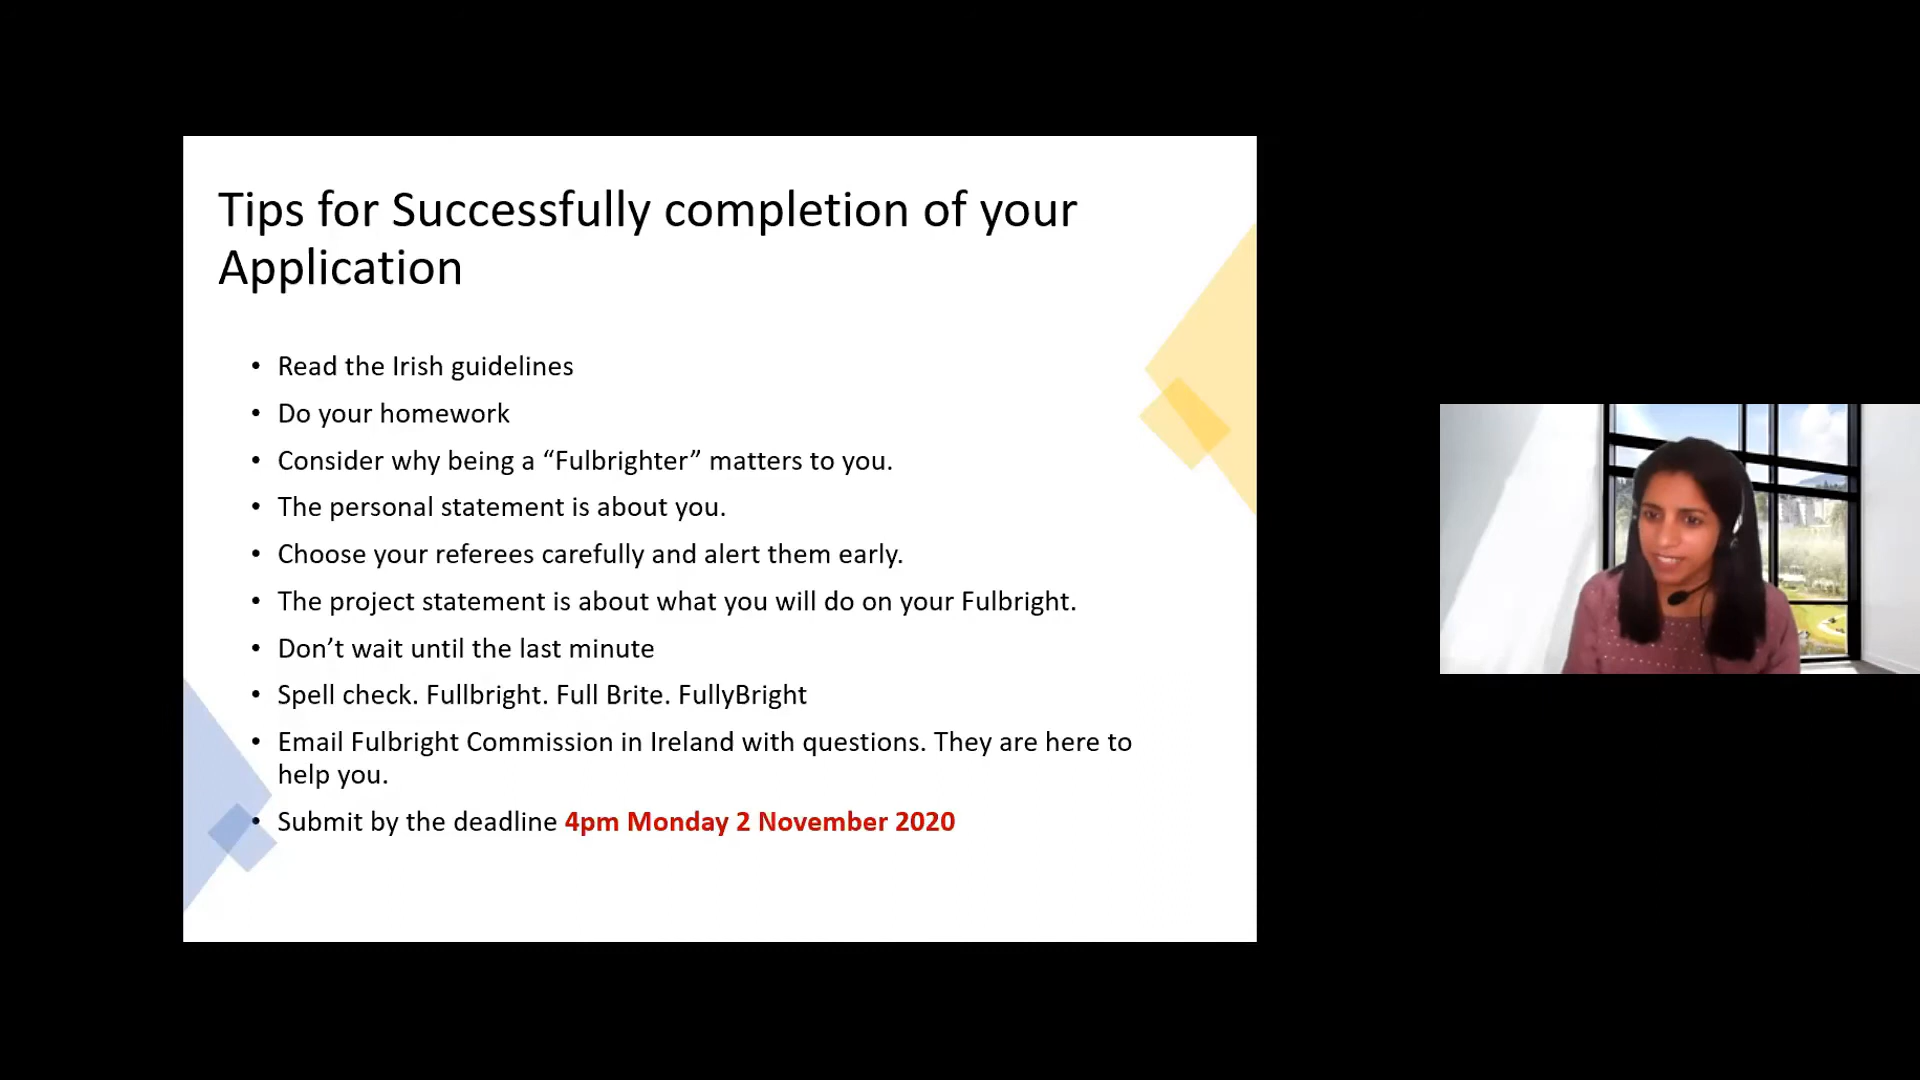 Tips for Successfully completion of your
Application
• Read the Irish guidelines
• Do your homework
• Consider why being a “Fulbrighter” matters to you.
• The personal statement is about you.
• Choose your referees carefully and alert them early.
• The project statement is about what you will do on your Fulbright.
• Don’t wait until the last minute
• Spell check. Fullbright. Full Brite. FullyBright
• Email Fulbright Commission in Ireland with questions. They are here to
help you.
• Submit by the deadline 4pm Monday 2 November 2020